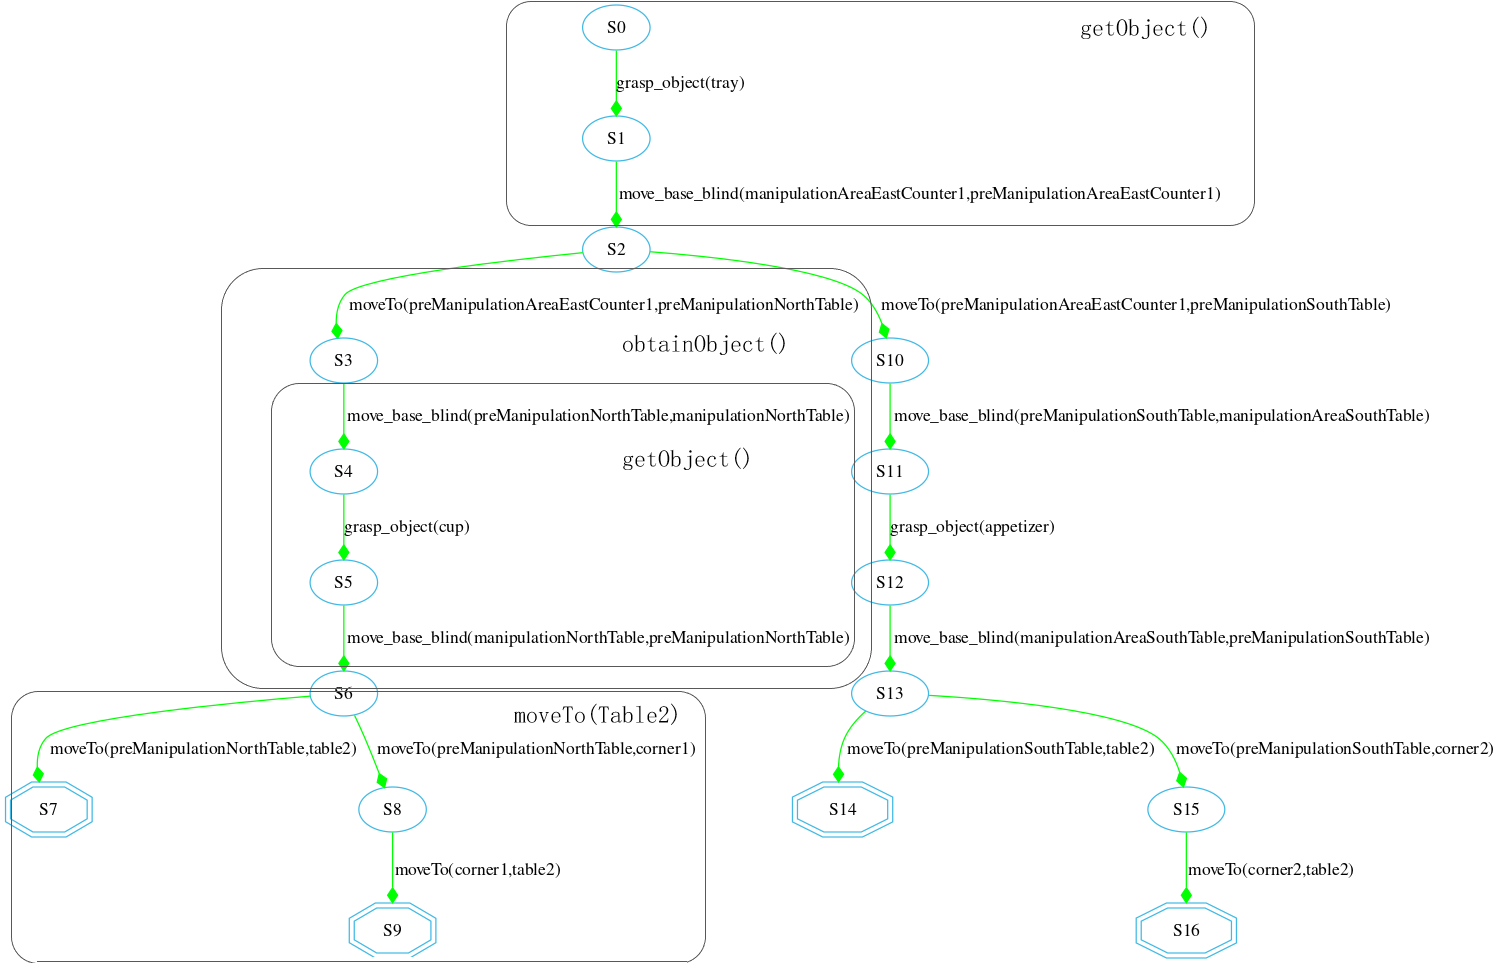 S0
getObject()
grasp_object(tray)
S1
move_base_blind(manipulationAreaEastCounter1,preManipulationAreaEastCounter1)
S2
moveTo(preManipulationAreaEastCounter1,preManipulationNorthTable)
moveTo(preManipulationAreaEastCounter1,preManipulationSouthTable)
obtainObject()
S3
S10
move_base_blind(preManipulationNorthTable,manipulationNorthTable)
move_base_blind(preManipulationSouthTable,manipulationAreaSouthTable)
getObject()
S4
S11
grasp_object(cup)
grasp_object(appetizer)
S5
S12
move_base_blind(manipulationNorthTable,preManipulationNorthTable)
move_base_blind(manipulationAreaSouthTable,preManipulationSouthTable)
S6
S13
moveTo(Table2)
moveTo(preManipulationNorthTable,table2)
moveTo(preManipulationNorthTable,corner1)
moveTo(preManipulationSouthTable,table2)
moveTo(preManipulationSouthTable,corner2)
S7
S8
S14
S15
moveTo(corner1,table2)
moveTo(corner2,table2)
S9
S16